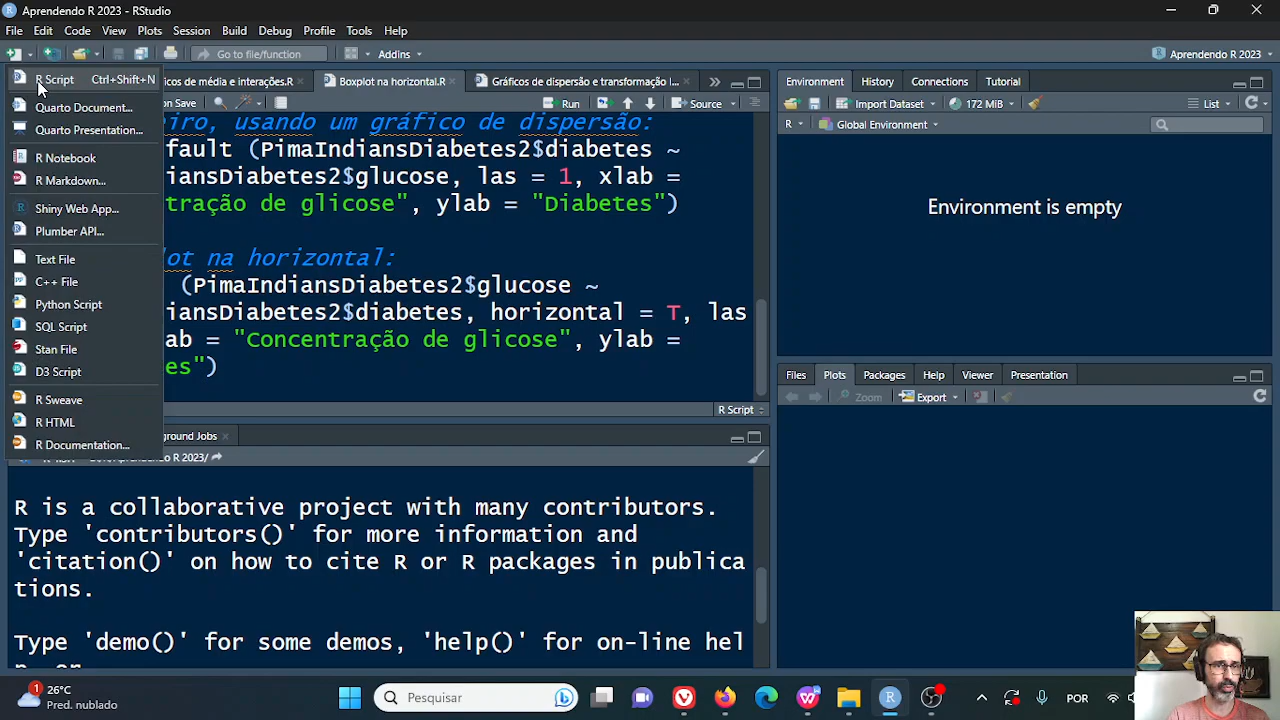 Aprendendo R 2023 - RStudio
File Edit Code View Plots Session Build Debug Profile Tools Help
Go to file/function
Addins
Aprendendo R 2023
R Script Ctrl+Shift+N
Quarto Document...
Quarto Presentation...
R Notebook
R Markdown...
Shiny Web App...
Plumber API...
Text File
C++ File
Python Script
SQL Script
Stan File
D3 Script
R Sweave
R HTML
R Documentation...
cos de média e interações.R
Boxplot na horizontal.R
Gráficos de dispersão e transformação l...
on Save
Run
Source
iro, usando um gráfico de dispersão:
fault (PimaIndiansDiabetes2$diabetes ~
iansDiabetes2$glucose, las = 1, xlab =
tração de glicose", ylab = "Diabetes")
lot na horizontal:
(PimaIndiansDiabetes2$glucose ~
iansDiabetes2$diabetes, horizontal = T, las
ab = "Concentração de glicose", ylab =
es")
R Script
ground Jobs
/Aprendendo R 2023/
R is a collaborative project with many contributors.
Type 'contributors()' for more information and
'citation()' on how to cite R or R packages in publica
tions.
Type 'demo()' for some demos, 'help()' for on-line hel
p, or
Environment History Connections Tutorial
Import Dataset 172 MiB List
R Global Environment
Environment is empty
Files Plots Packages Help Viewer Presentation
Zoom Export
1
26°C
Pred. nublado
Pesquisar
POR